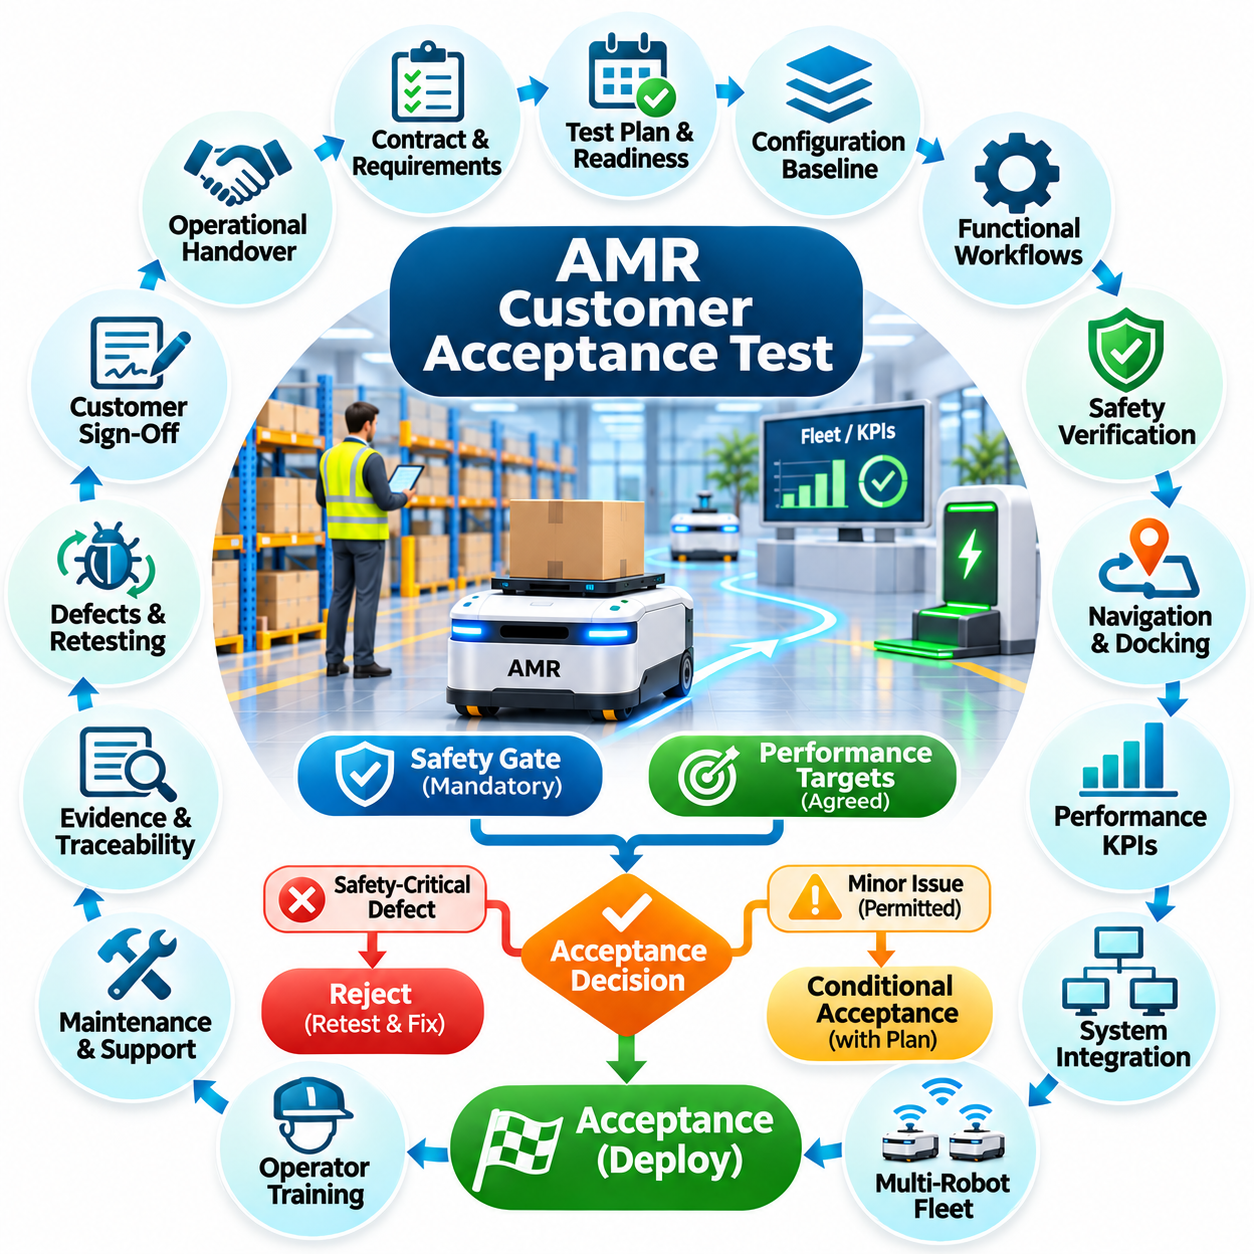 Contract &
Requirements
Test Plan &
Readiness
Configuration
Baseline
Operational
Handover
Functional
Workflows
AMR
Customer
Acceptance Test
Customer
Sign-Off
Safety
Verification
Fleet / KPIs
Defects &
Retesting
Navigation
& Docking
AMR
Safety Gate
(Mandatory)
Performance
Targets
(Agreed)
Evidence &
Traceability
Performance
KPIs
Safety-Critical
Defect
Minor Issue
(Permitted)
Acceptance
Decision
Reject
(Retest & Fix)
Conditional
Acceptance
(with Plan)
Maintenance
& Support
System
Integration
Acceptance
(Deploy)
Operator
Training
Multi-Robot
Fleet